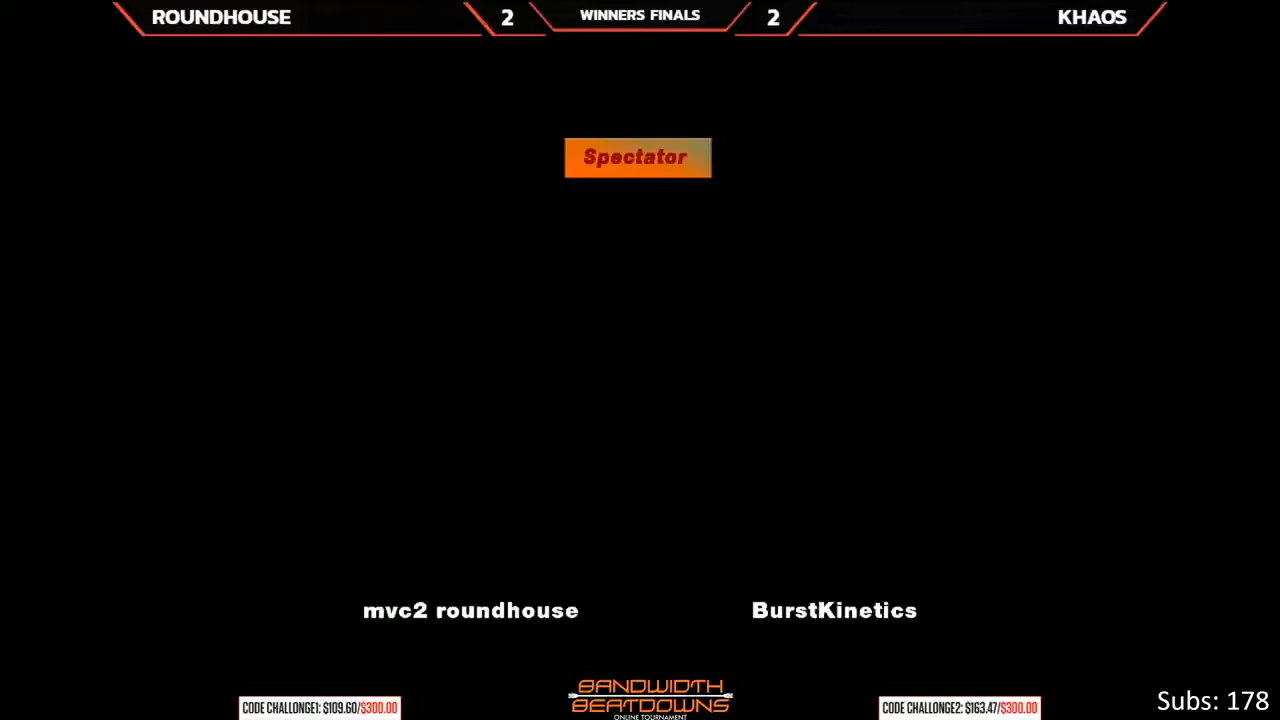 ROUNDHOUSE 2 WINNERS FINALS 2 KHAOS
Spectator
mvc2 roundhouse BurstKinetics
BANDWIDTH
BEATDOWNS
ONLINE TOURNAMENT
CODE CHALLONGE1: $109.60/$300.00
CODE CHALLONGE2: $163.47/$300.00
Subs: 178